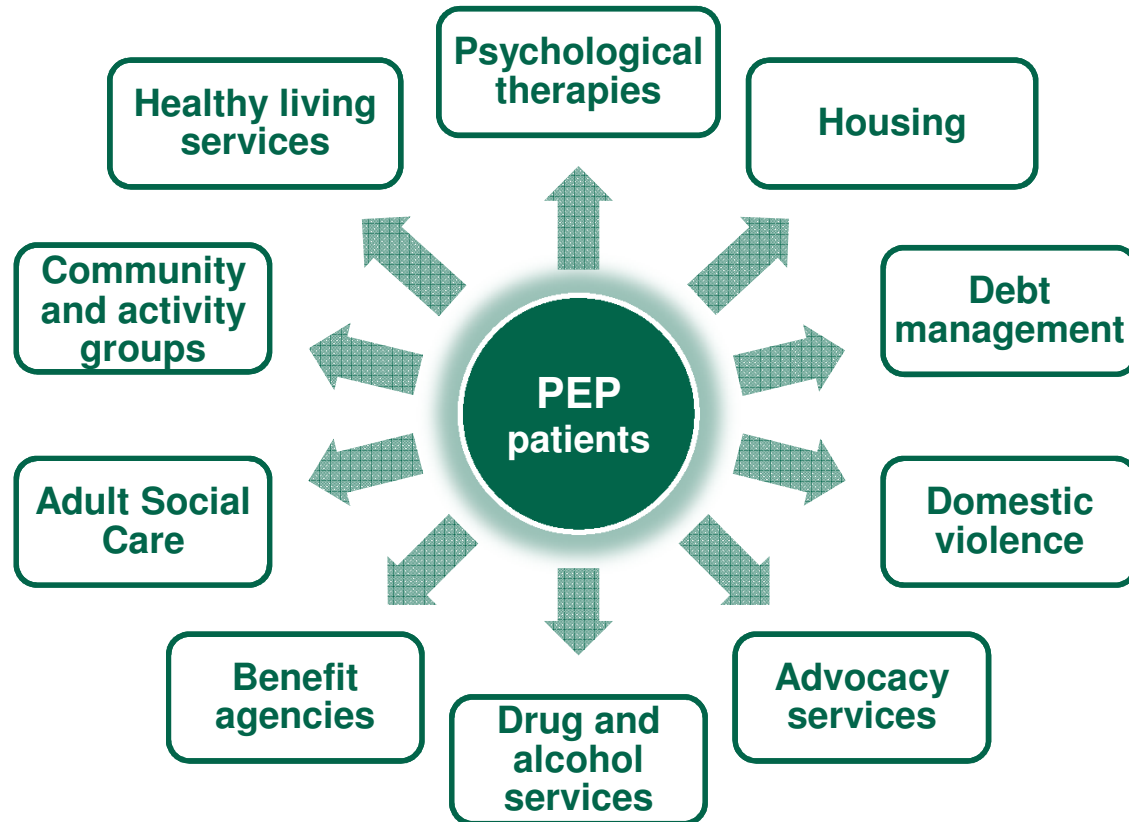 Psychological
therapies
Housing
Debt
management
Domestic
violence
Advocacy
services
Drug and
alcohol
services
Benefit
agencies
Adult Social
Care
Community
and activity
groups
Healthy living
services
PEP
patients